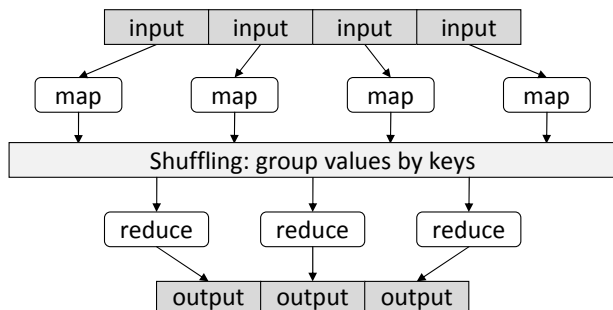 input input input input
map map map map
Shuffling: group values by keys
reduce reduce reduce
output output output